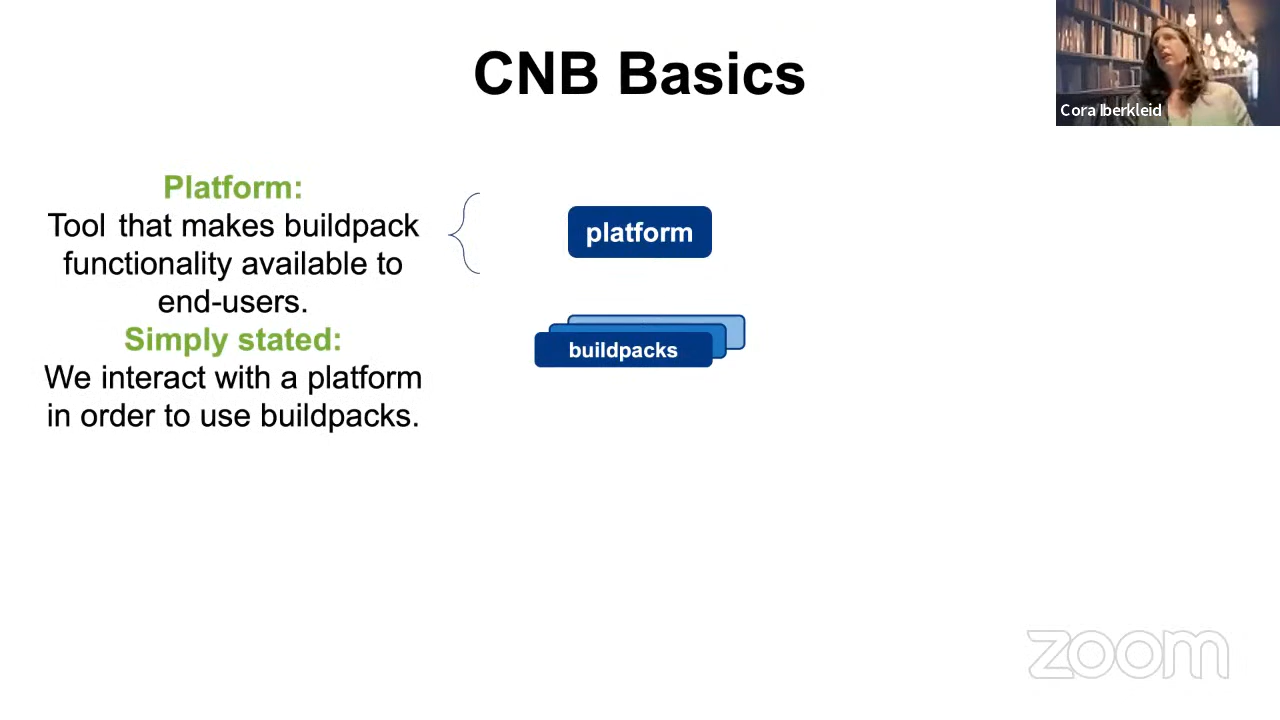 CNB Basics
Cora Iberkleid
Platform:
Tool that makes buildpack
functionality available to
end-users.
Simply stated:
We interact with a platform
in order to use buildpacks.
platform
buildpacks
zoom